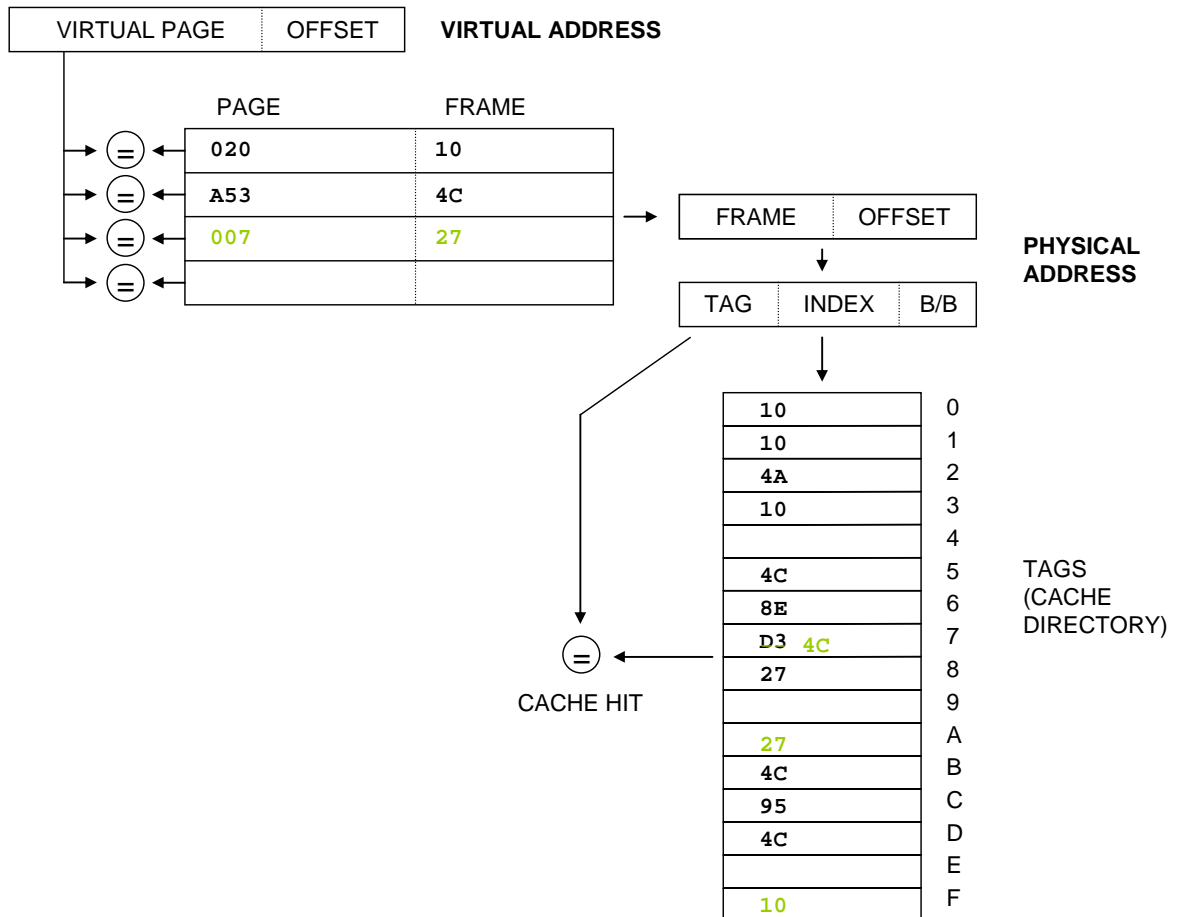 VIRTUAL PAGE OFFSET VIRTUAL ADDRESS
PAGE FRAME
= 020 10
= A53 4C
= 007 27
=
FRAME OFFSET
PHYSICAL
ADDRESS
TAG INDEX B/B
10 0
10 1
4A 2
10 3
4
4C 5
8E 6
D3 4C 7
27 8
9
27 A
4C B
95 C
4C D
E
10 F
TAGS
(CACHE
DIRECTORY)
=
CACHE HIT